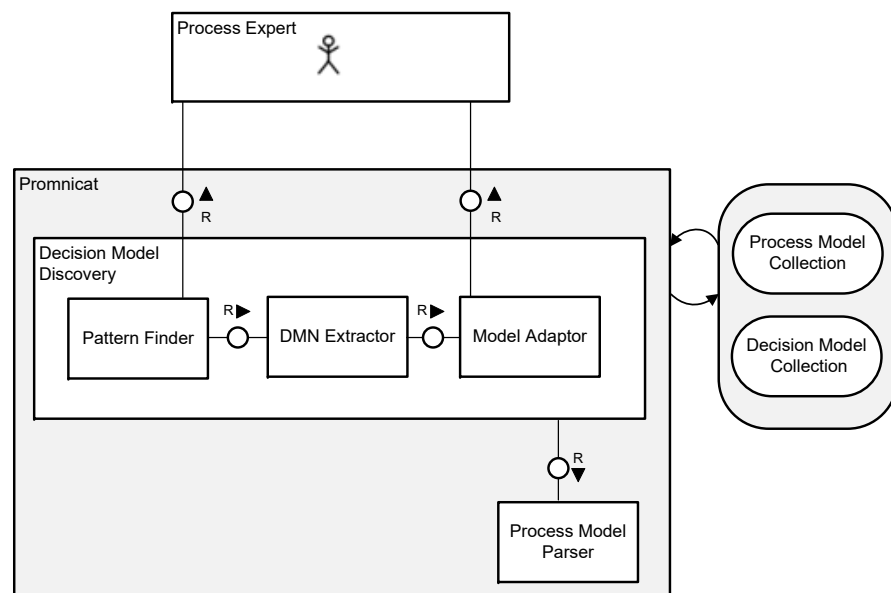 Process Expert
Promnicat
R
R
Decision Model
Discovery
Process Model
Collection
R
R
Pattern Finder
DMN Extractor
Model Adaptor
Decision Model
Collection
R
Process Model
Parser